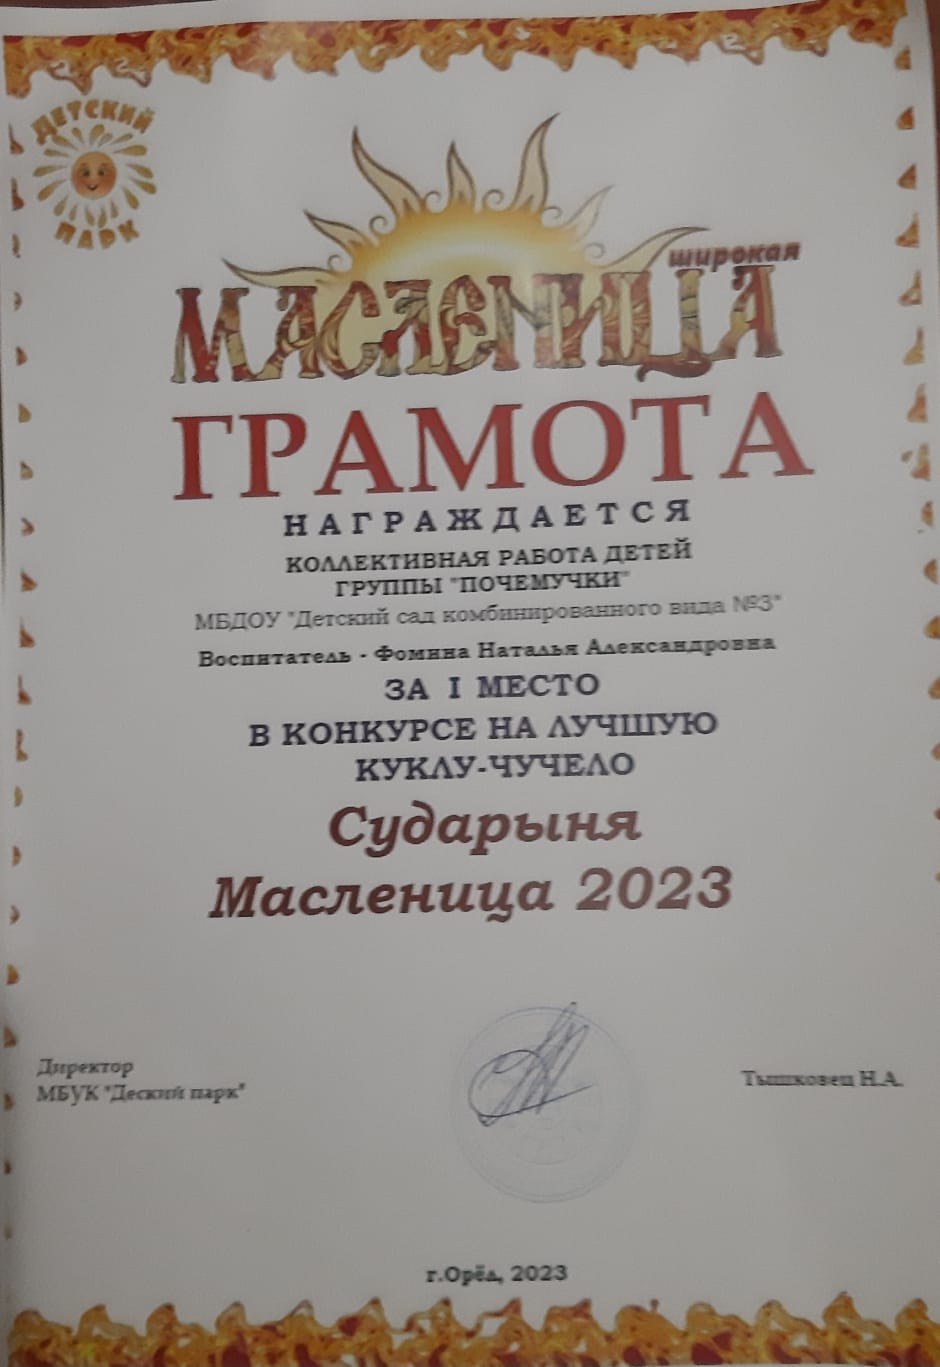 ДЕТСКИЙ
ПАРК
широкая
МАСЛЕНИЦА
ГРАМОТА
НАГРАЖДАЕТСЯ
КОЛЛЕКТИВНАЯ РАБОТА ДЕТЕЙ
ГРУППЫ "ПОЧЕМУЧКИ"
МБДОУ "Детский сад комбинированного вида №3"
Воспитатель - Фомина Наталья Александровна
ЗА I МЕСТО
В КОНКУРСЕ НА ЛУЧШУЮ
КУКЛУ-ЧУЧЕЛО
Сударыня
Масленица 2023
Директор
МБУК "Деский парк"
Тышковец Н.А.
г.Орёл, 2023